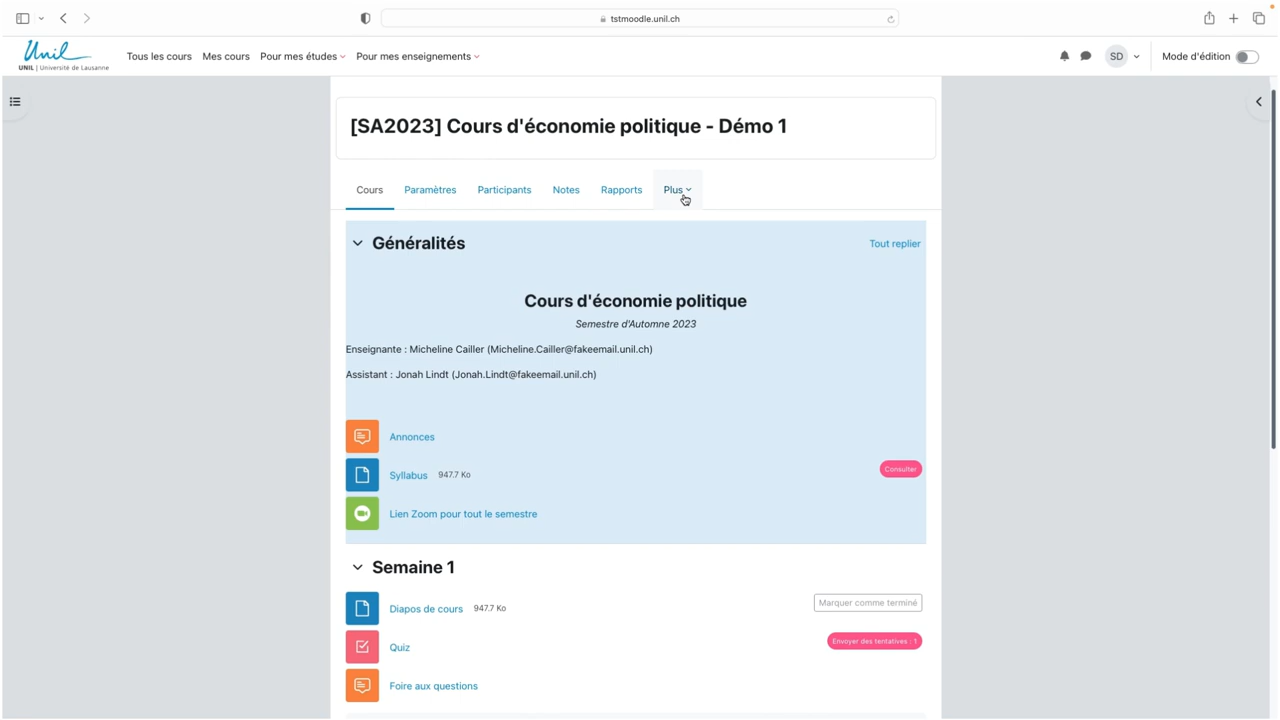 tstmoodle.unil.ch
Unil
UNIL | Université de Lausanne
Tous les cours
Mes cours
Pour mes études
Pour mes enseignements
SD
Mode d'édition
[SA2023] Cours d'économie politique - Démo 1
Cours
Paramètres
Participants
Notes
Rapports
Plus
Généralités
Tout replier
Cours d'économie politique
Semestre d'Automne 2023
Enseignante : Micheline Cailler (Micheline.Cailler@fakeemail.unil.ch)
Assistant : Jonah Lindt (Jonah.Lindt@fakeemail.unil.ch)
Annonces
Syllabus 947.7 Ko
Consulter
Lien Zoom pour tout le semestre
Semaine 1
Diapos de cours 947.7 Ko
Marquer comme terminé
Quiz
Envoyer des tentatives : 1
Foire aux questions